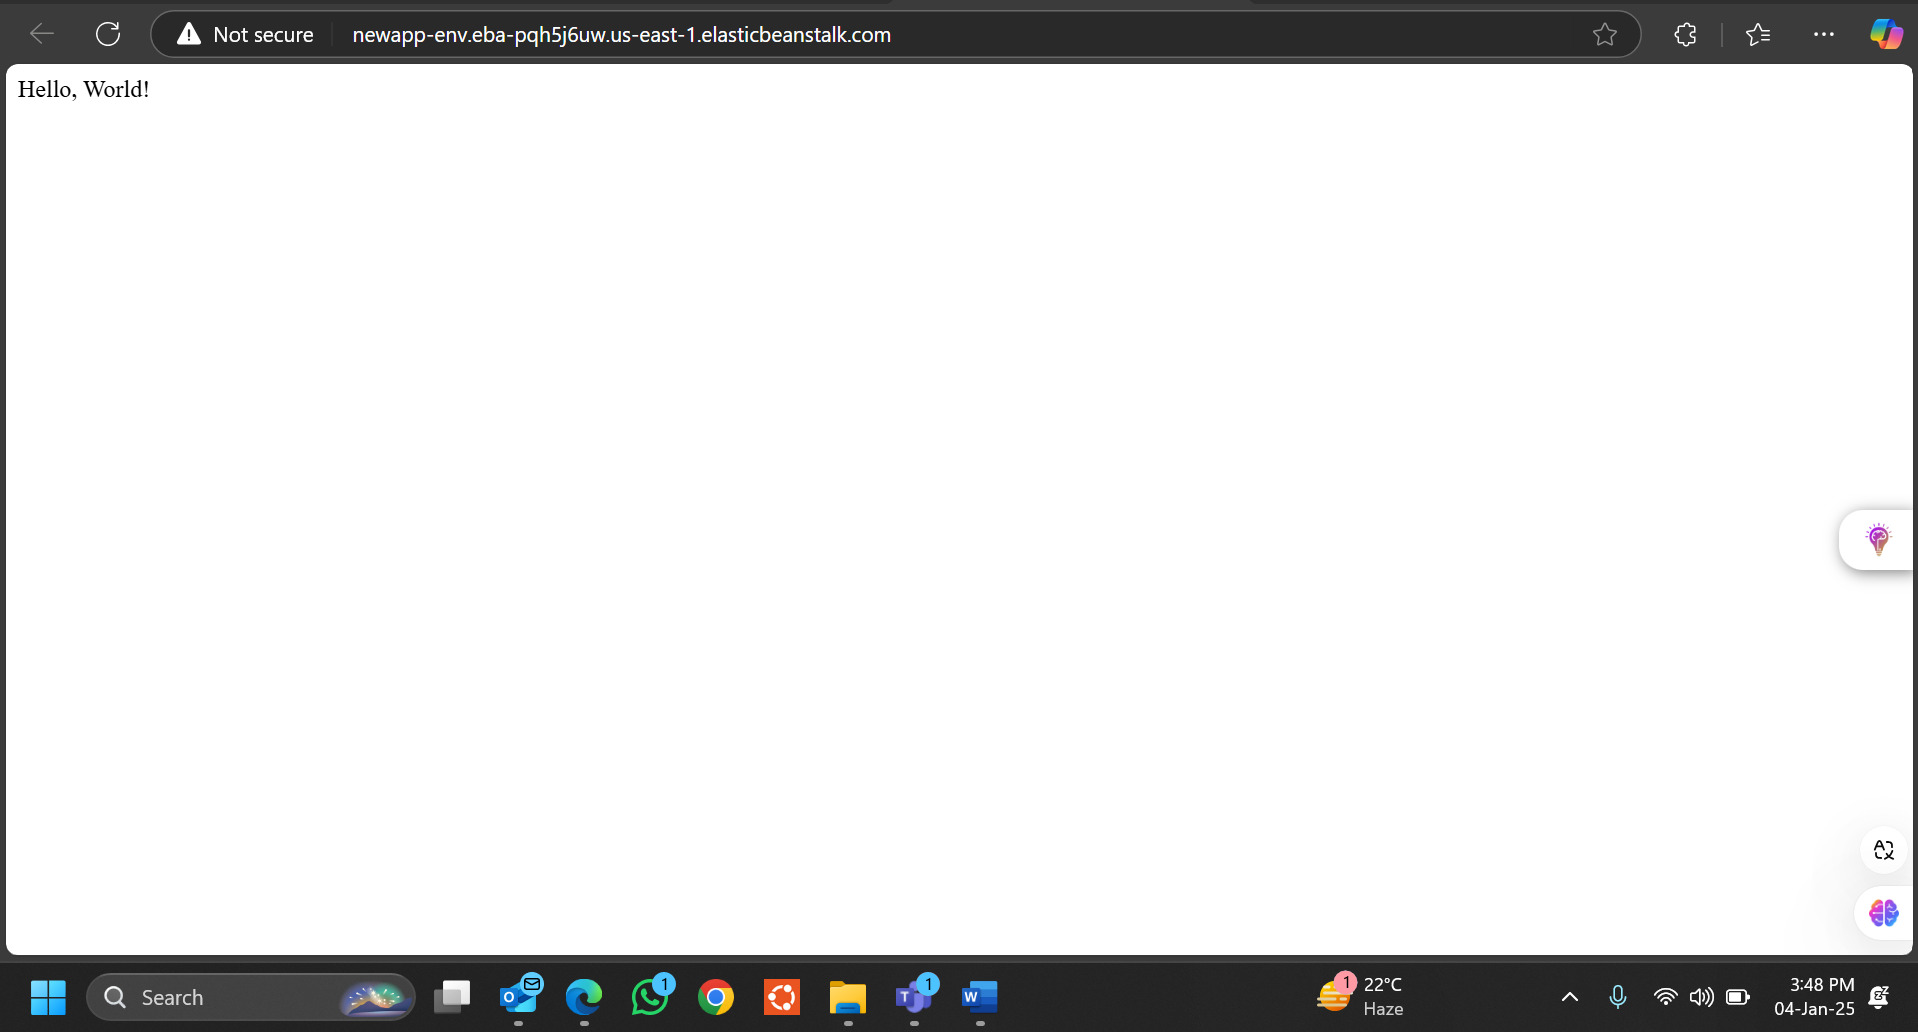 Not secure
newapp-env.eba-pqh5j6uw.us-east-1.elasticbeanstalk.com
Hello, World!
Search
1
1
1
22°C
Haze
3:48 PM
04-Jan-25